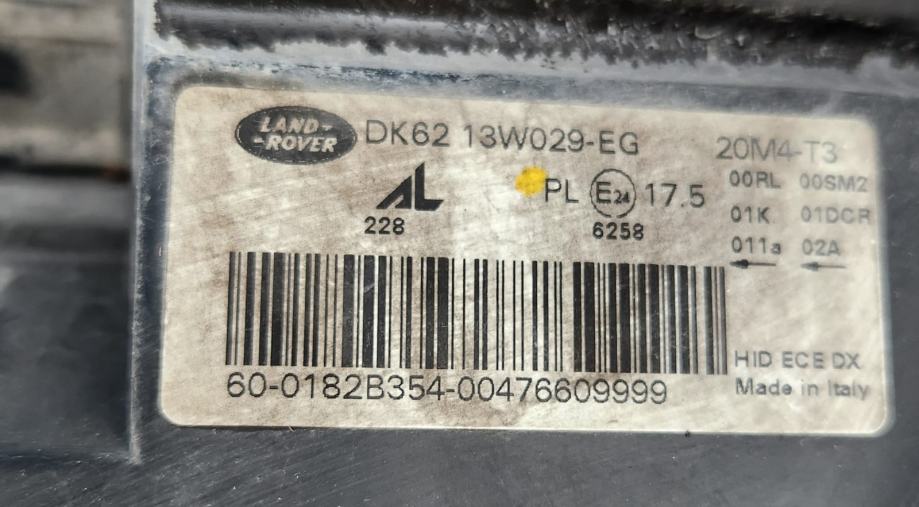 LAND-
-ROVER
DK62 13W029-EG
20M4-T3
AL
228
PL E24 17.5
6258
00RL 00SM2
01K 01DCR
011a 02A
60-0182B354-00476609999
HID ECE DX
Made in Italy